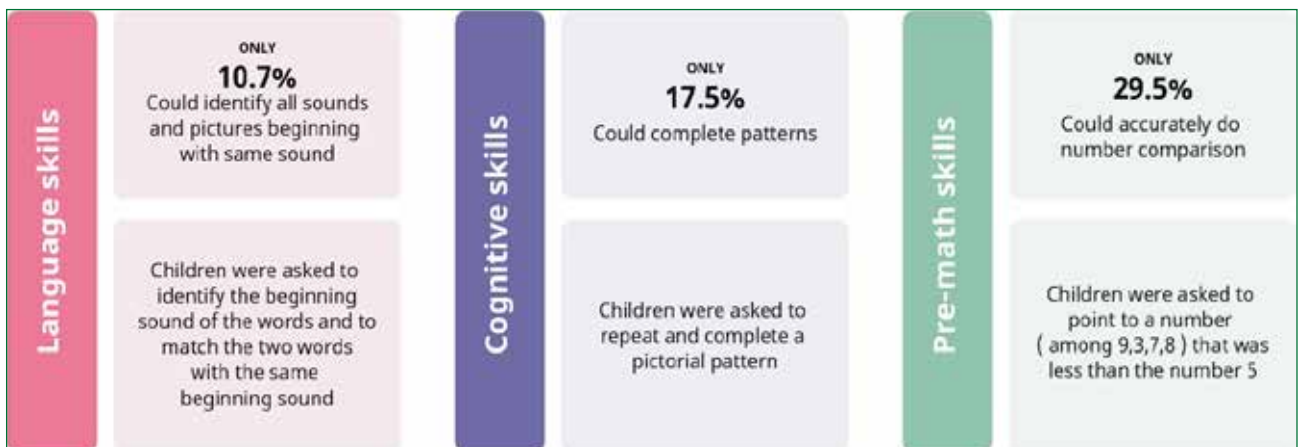 Language skills
ONLY
10.7%
Could identify all sounds
and pictures beginning
with same sound
Children were asked to
identify the beginning
sound of the words and to
match the two words
with the same
beginning sound
Cognitive skills
ONLY
17.5%
Could complete patterns
Children were asked to
repeat and complete a
pictorial pattern
Pre-math skills
ONLY
29.5%
Could accurately do
number comparison
Children were asked to
point to a number
( among 9,3,7,8 ) that was
less than the number 5